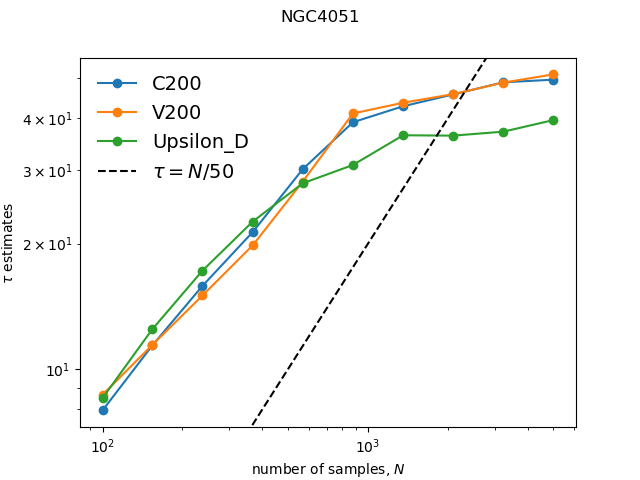 NGC4051
C200
V200
Upsilon_D
τ = N/50
4 × 10¹
3 × 10¹
2 × 10¹
10¹
τ estimates
10²
10³
number of samples, N